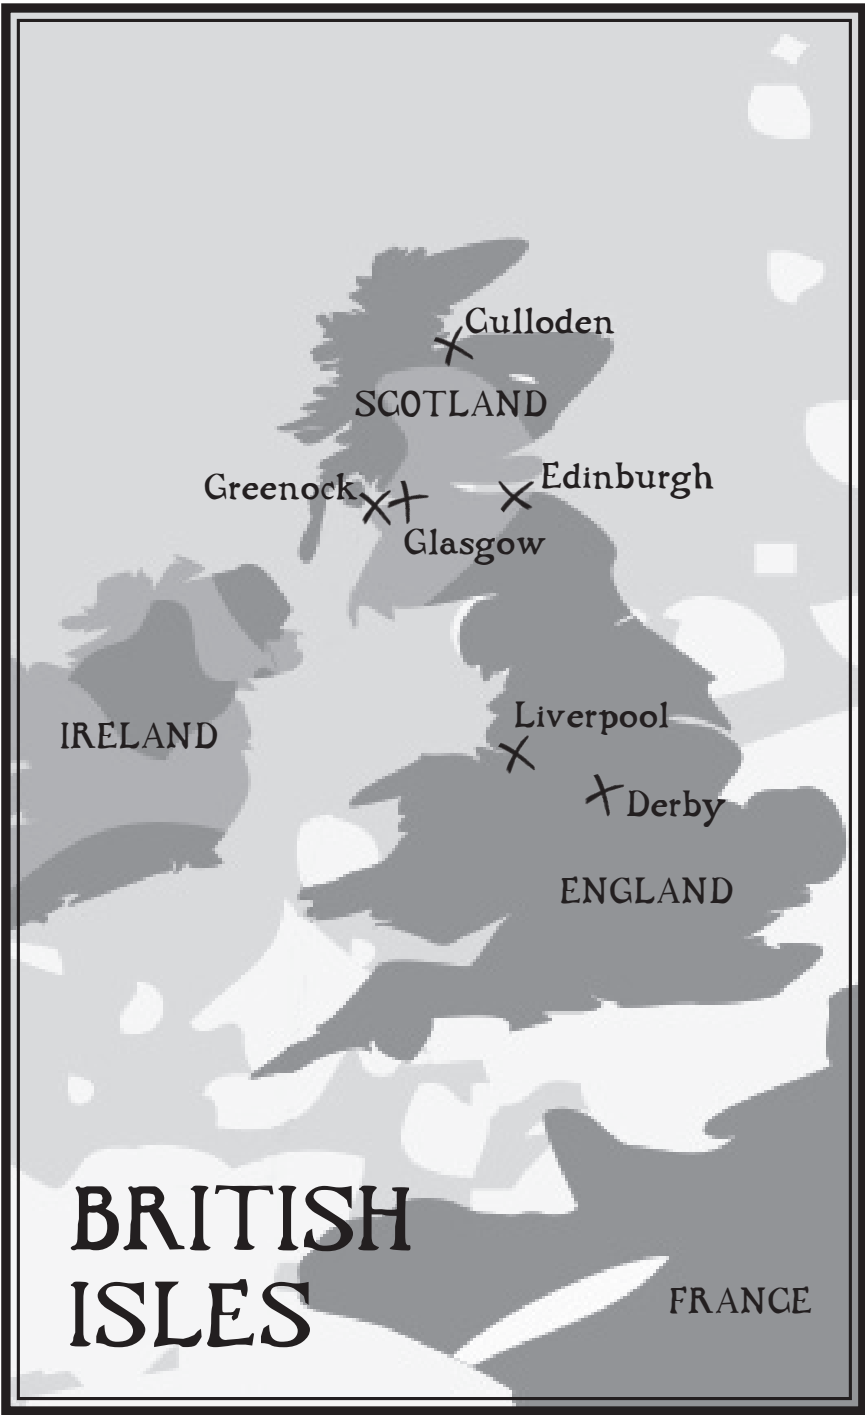 Culloden
SCOTLAND
Edinburgh
Greenock
Glasgow
Liverpool
IRELAND
Derby
ENGLAND
BRITISH
ISLES
FRANCE